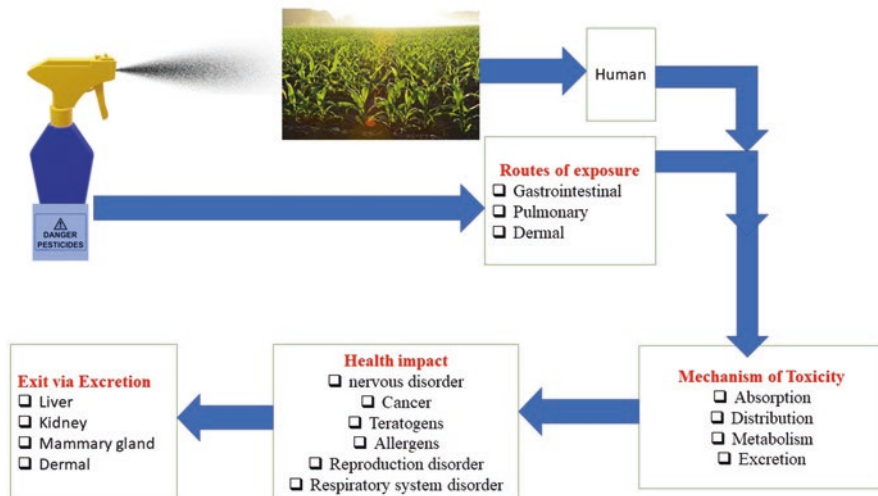 Human
DANGER
PESTICIDES
Routes of exposure
❑ Gastrointestinal
❑ Pulmonary
❑ Dermal
Exit via Excretion
❑ Liver
❑ Kidney
❑ Mammary gland
❑ Dermal
Health impact
❑ nervous disorder
❑ Cancer
❑ Teratogens
❑ Allergens
❑ Reproduction disorder
❑ Respiratory system disorder
Mechanism of Toxicity
❑ Absorption
❑ Distribution
❑ Metabolism
❑ Excretion